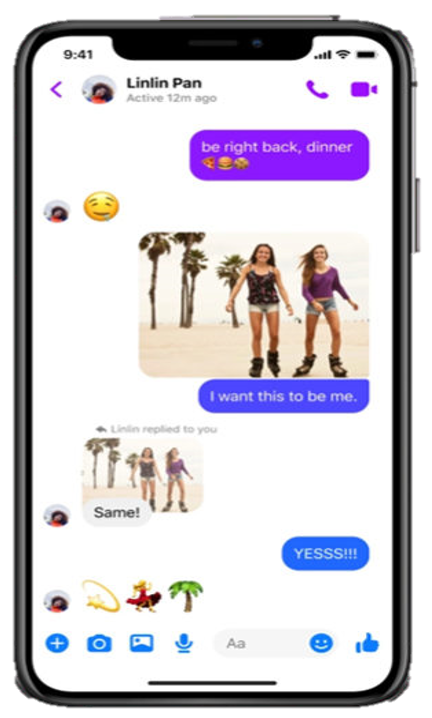 9:41
Linlin Pan
Active 12m ago
be right back, dinner
I want this to be me.
Linlin replied to you
Same!
YESSS!!!
Aa